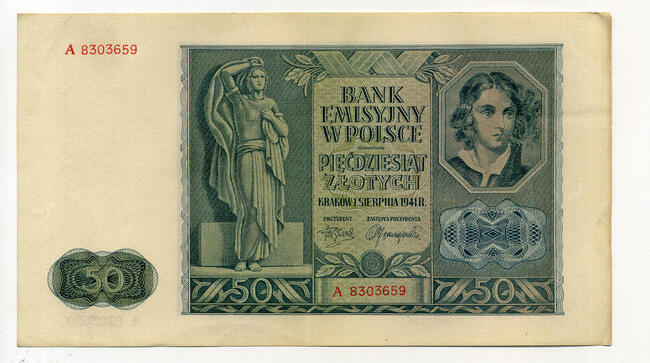 A 8303659
BANK
EMISYJNY
W POLSCE
PIĘĆDZIESIĄT
ZŁOTYCH
KRAKÓW 1 SIERPNIA 1941 R.
PREZYDENT ZASTĘPCA PREZYDENTA
50
50 A 8303659 50